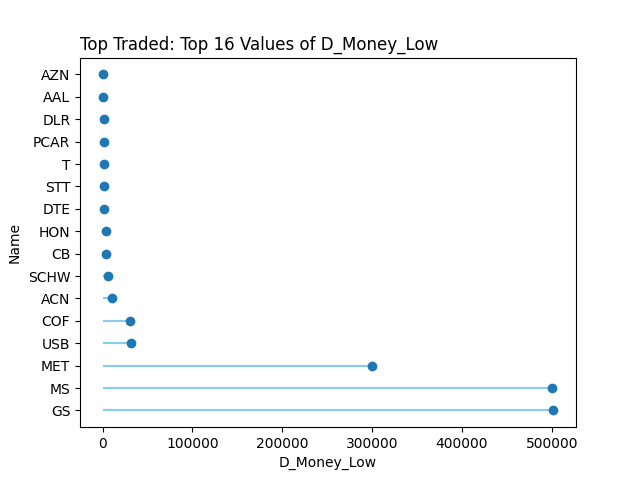 Top Traded: Top 16 Values of D_Money_Low
AZN
AAL
DLR
PCAR
T
STT
DTE
HON
CB
SCHW
ACN
COF
USB
MET
MS
GS
Name
0 100000 200000 300000 400000 500000
D_Money_Low